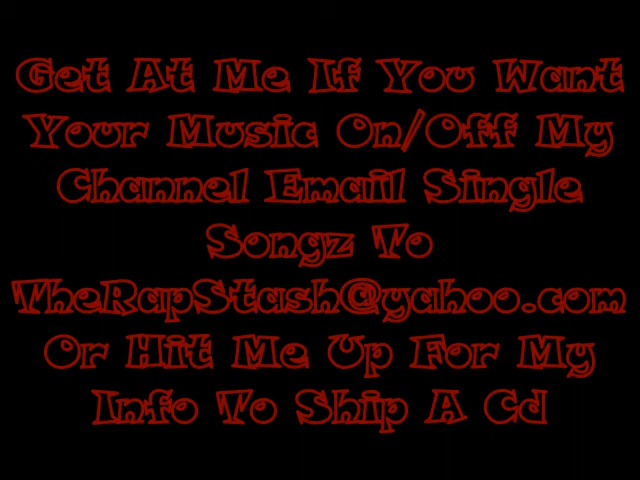 Get At Me If You Want
Your Music On/Off My
Channel Email Single
Songz To
TheRapStash@yahoo.com
Or Hit Me Up For My
Info To Ship A Cd